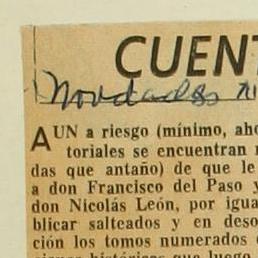 CUENT
Novedades
AUN a riesgo (mínimo, aho
toriales se encuentran
das que antaño) de que le
a don Francisco del Paso y
don Nicolás León, por igua
blicar salteados y en deso
ción los tomos numerados